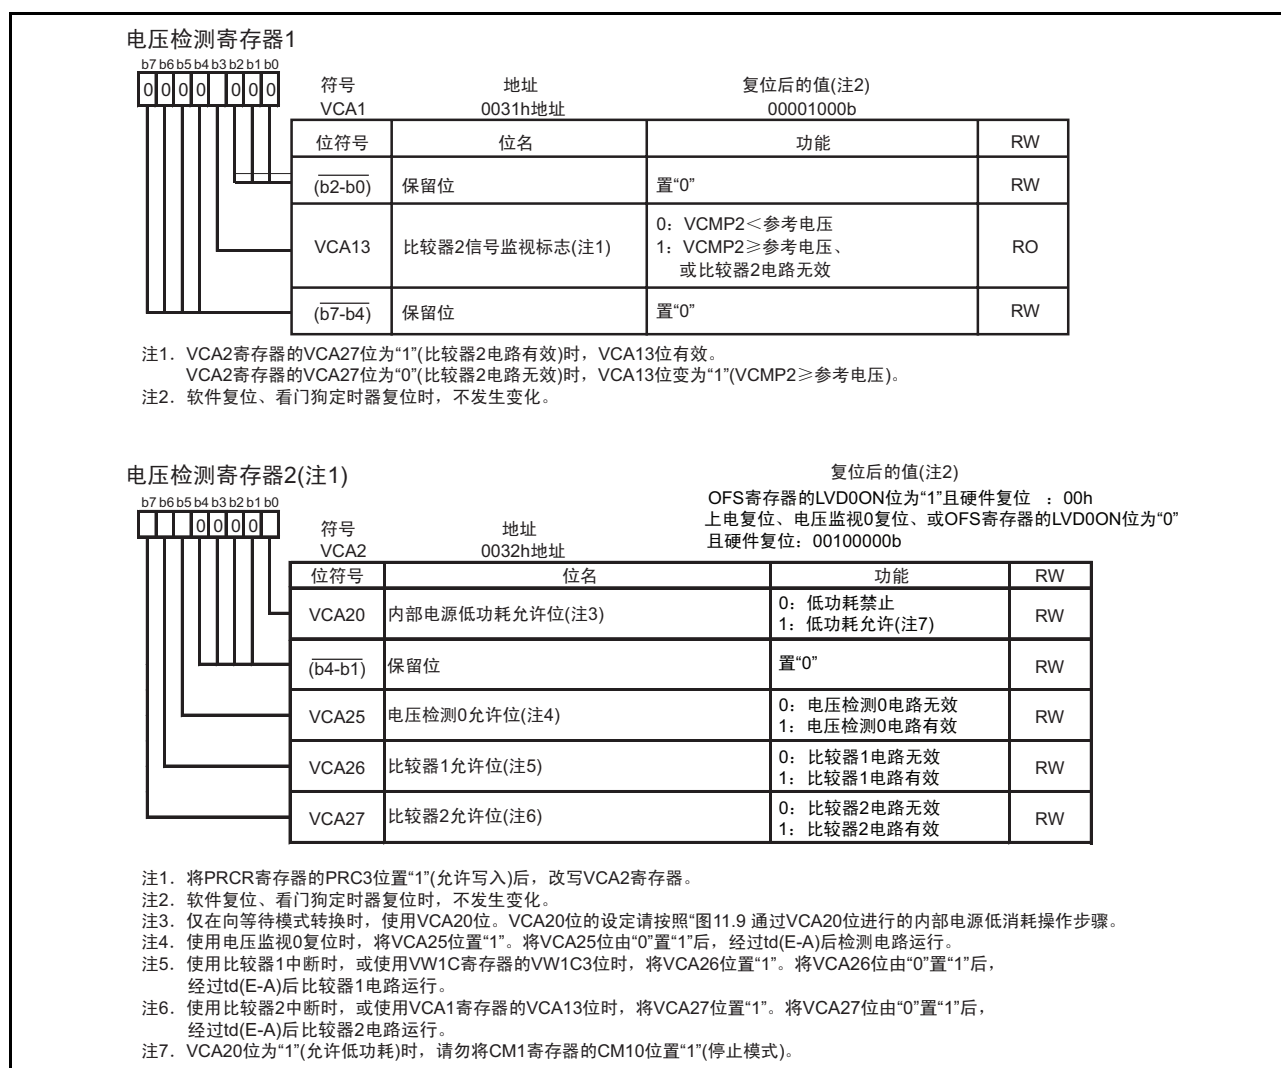 电压检测寄存器1
b7 b6 b5 b4 b3 b2 b1 b0
0 0 0 0 0 0 0
符号 地址 复位后的值(注2)
VCA1 0031h地址 00001000b
位符号 位名 功能 RW
(b2-b0) 保留位 置“0” RW
VCA13 比较器2信号监视标志(注1) 0：VCMP2＜参考电压
1：VCMP2≥参考电压、
或比较器2电路无效 RO
(b7-b4) 保留位 置“0” RW
注1. VCA2寄存器的VCA27位为“1”(比较器2电路有效)时，VCA13位有效。
VCA2寄存器的VCA27位为“0”(比较器2电路无效)时，VCA13位变为“1”(VCMP2≥参考电压)。
注2. 软件复位、看门狗定时器复位时，不发生变化。
电压检测寄存器2(注1)
b7 b6 b5 b4 b3 b2 b1 b0
0 0 0 0
复位后的值(注2)
OFS寄存器的LVD0ON位为“1”且硬件复位 ：00h
上电复位、电压监视0复位、或OFS寄存器的LVD0ON位为“0”
且硬件复位：00100000b
符号 地址
VCA2 0032h地址
位符号 位名 功能 RW
VCA20 内部电源低功耗允许位(注3) 0：低功耗禁止
1：低功耗允许(注7) RW
(b4-b1) 保留位 置“0” RW
VCA25 电压检测0允许位(注4) 0：电压检测0电路无效
1：电压检测0电路有效 RW
VCA26 比较器1允许位(注5) 0：比较器1电路无效
1：比较器1电路有效 RW
VCA27 比较器2允许位(注6) 0：比较器2电路无效
1：比较器2电路有效 RW
注1. 将PRCR寄存器的PRC3位置“1”(允许写入)后，改写VCA2寄存器。
注2. 软件复位、看门狗定时器复位时，不发生变化。
注3. 仅在向等待模式转换时，使用VCA20位。VCA20位的设定请按照“图11.9 通过VCA20位进行的内部电源低消耗操作步骤。
注4. 使用电压监视0复位时，将VCA25位置“1”。将VCA25位由“0”置“1”后，经过td(E-A)后检测电路运行。
注5. 使用比较器1中断时，或使用VW1C寄存器的VW1C3位时，将VCA26位置“1”。将VCA26位由“0”置“1”后，
经过td(E-A)后比较器1电路运行。
注6. 使用比较器2中断时，或使用VCA1寄存器的VCA13位时，将VCA27位置“1”。将VCA27位由“0”置“1”后，
经过td(E-A)后比较器2电路运行。
注7. VCA20位为“1”(允许低功耗)时，请勿将CM1寄存器的CM10位置“1”(停止模式)。